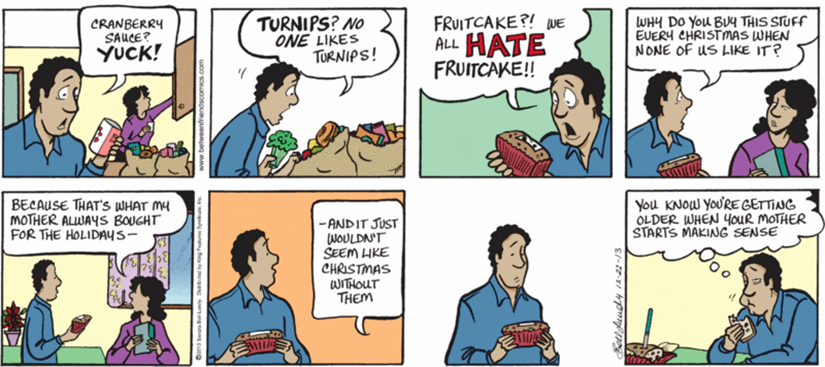 CRANBERRY
SAUCE?
YUCK!
www.betweenfriendscomics.com
TURNIPS? NO
ONE LIKES
TURNIPS!
FRUITCAKE?! WE
ALL HATE
FRUITCAKE!!
WHY DO YOU BUY THIS STUFF
EVERY CHRISTMAS WHEN
NONE OF US LIKE IT?
BECAUSE THAT'S WHAT MY
MOTHER ALWAYS BOUGHT
FOR THE HOLIDAYS—
©2013 Sandra Bell-Lundy Distributed by King Features Syndicate, Inc.
-AND IT JUST
WOULDN'T
SEEM LIKE
CHRISTMAS
WITHOUT
THEM
YOU KNOW YOU'RE GETTING
OLDER WHEN YOUR MOTHER
STARTS MAKING SENSE
Bell-Lundy 12-22-13